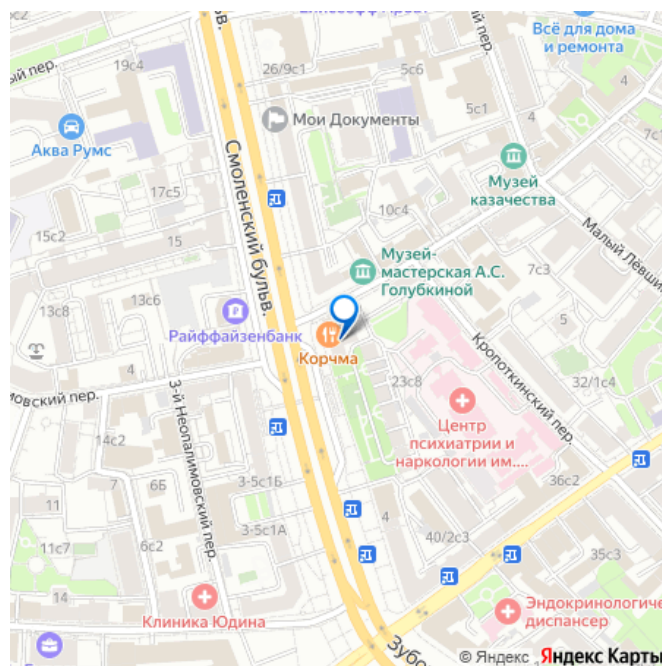 26/9с1
5с6
Всё для дома
и ремонта
19с4
пер.
4
5с1
Мои Документы
Аква Румс
Смоленский бульв.
Музей
казачества
17с5
10с4
15с2
15
Музей-
мастерская А.С.
Голубкиной
7с3
Малый Лёвши
13с8
13с6
Райффайзенбанк
Корчма
Кропоткинский пер.
23с8
32/1с4
4
мовский пер.
3-й Неопалимовский пер.
Центр
психиатрии и
наркологии им....
14с2
7
6Б
3-5с1Б
36с2
11
3-5с1А
4
40/2с3
11с7
6с2
35с3
14
Клиника Юдина
Эндокринологиче
диспансер
Зубо
© Яндекс Яндекс Карты